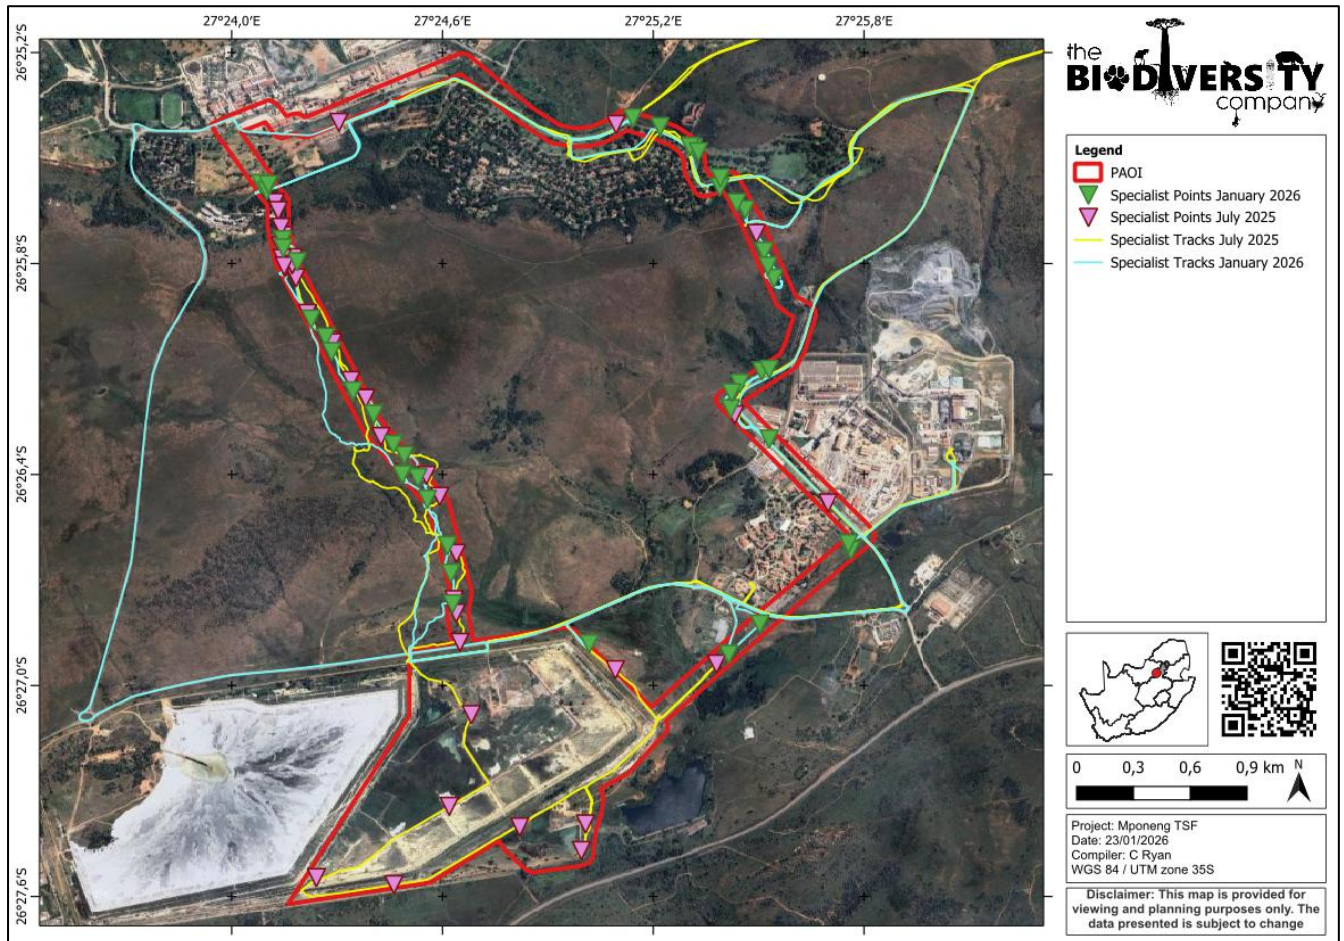 27°24,0'E 27°24,6'E 27°25,2'E 27°25,8'E
26°25,2'S
26°25,8'S
26°26,4'S
26°27,0'S
26°27,6'S
the
BIODIVERSITY
company
Legend
PAOI
Specialist Points January 2026
Specialist Points July 2025
Specialist Tracks July 2025
Specialist Tracks January 2026
0 0,3 0,6 0,9 km N
Project: Mponeng TSF
Date: 23/01/2026
Compiler: C Ryan
WGS 84 / UTM zone 35S
Disclaimer: This map is provided for
viewing and planning purposes only. The
data presented is subject to change